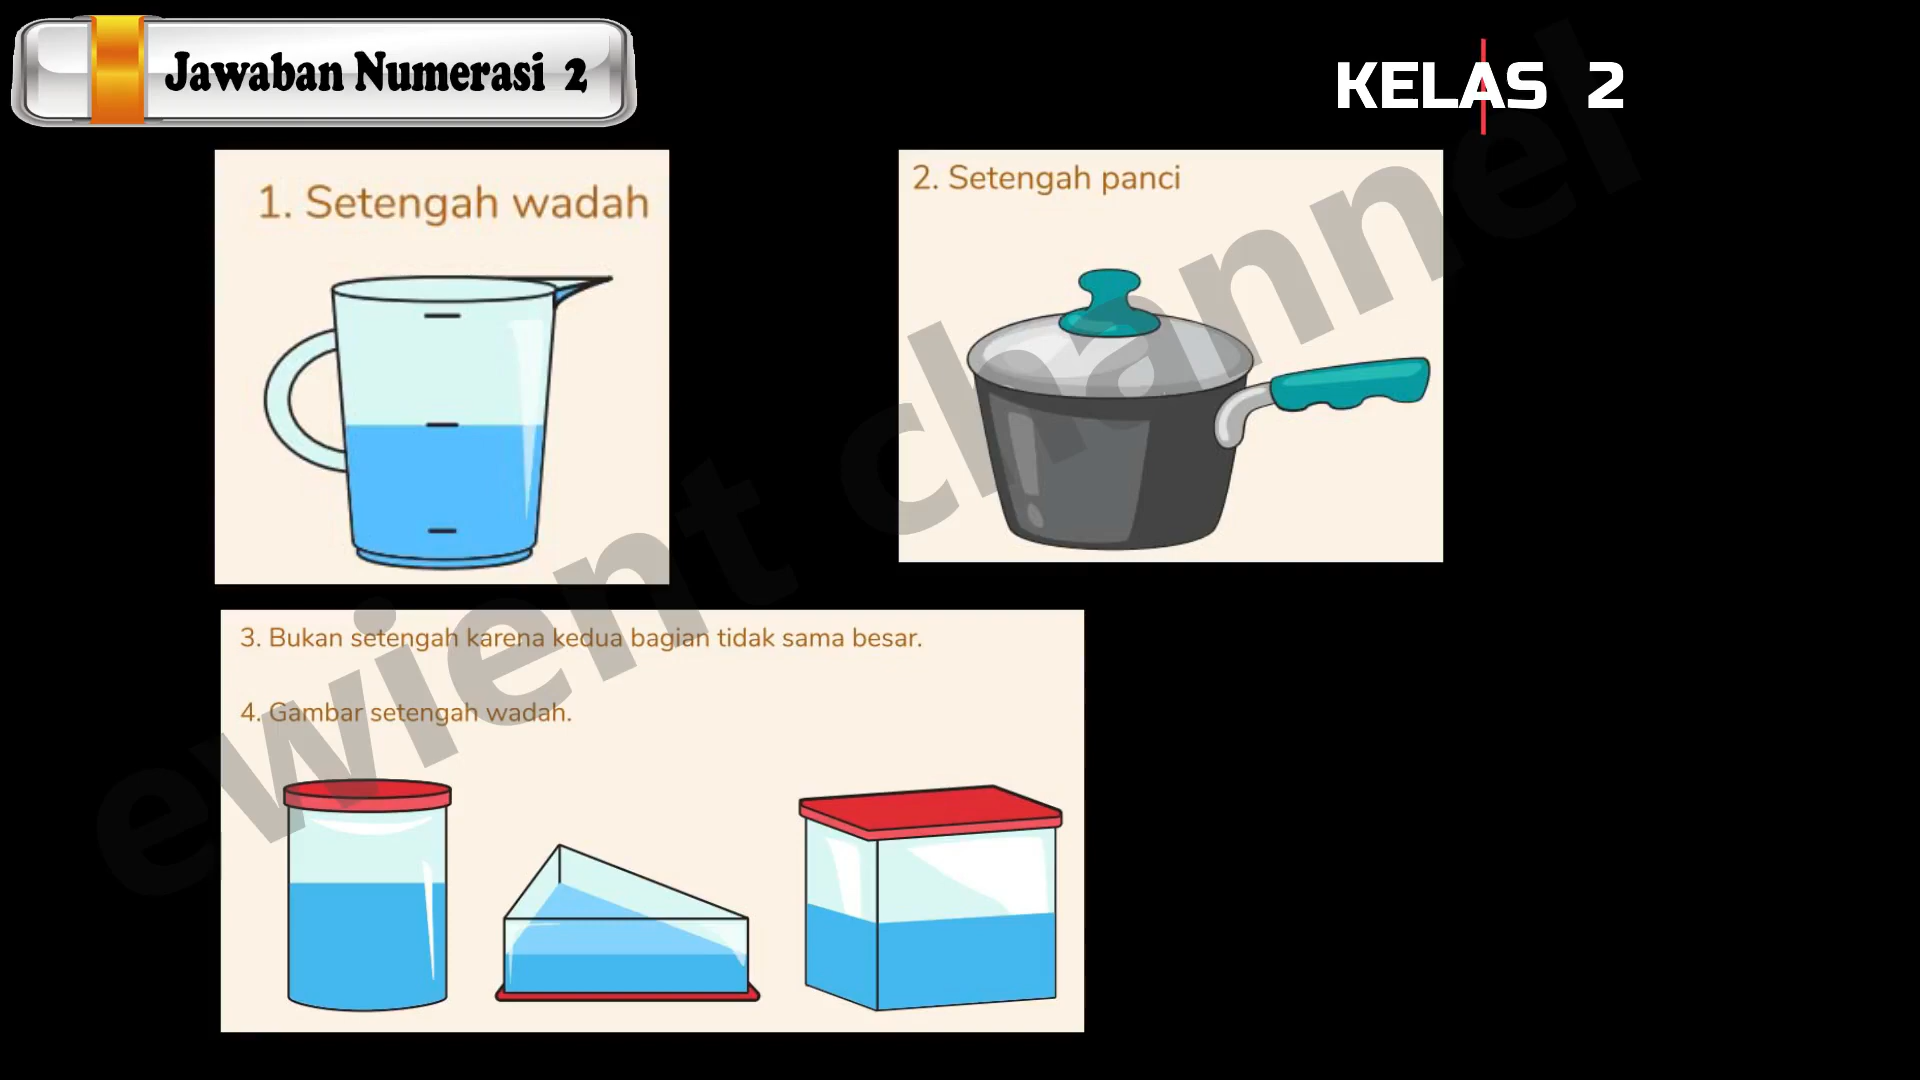 Jawaban Numerasi 2
KELAS 2
1. Setengah wadah
2. Setengah panci
3. Bukan setengah karena kedua bagian tidak sama besar.
4. Gambar setengah wadah.
ewient channel